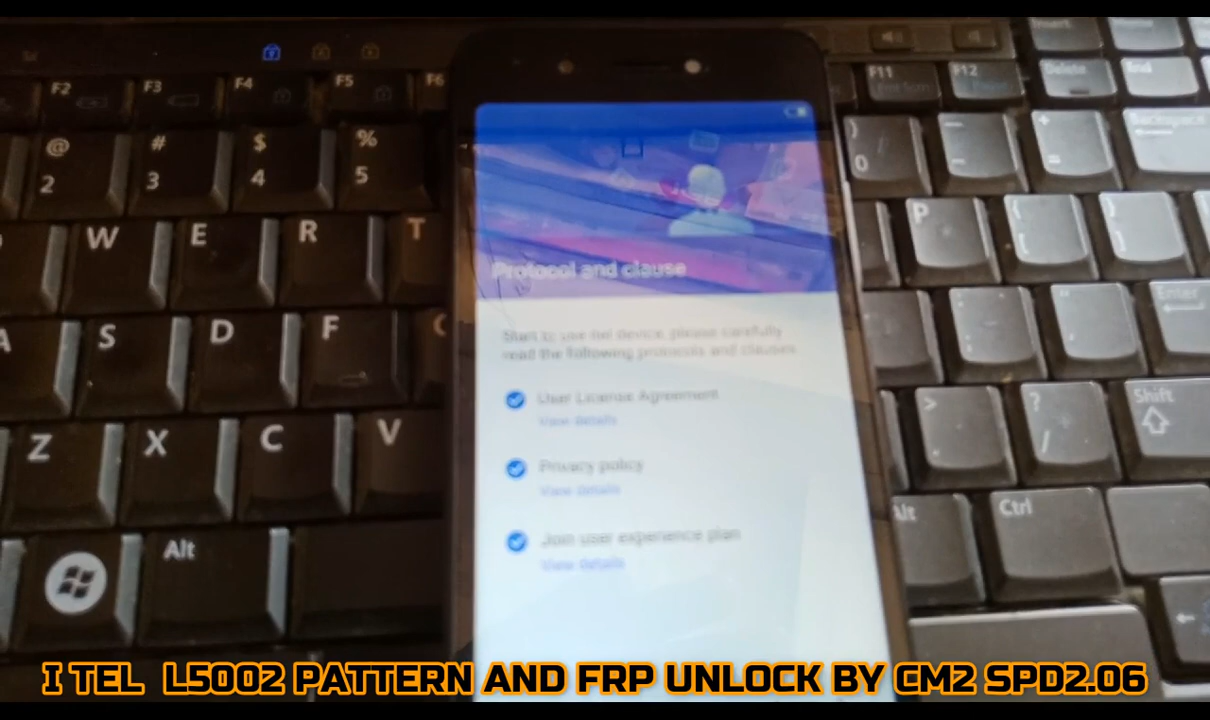 F2 F3 F4 F5 F6 F11 F12 Insert Delete End
@ # $ % ) _ + Backspace
2 3 4 5 0 - =
W E R T P { }
[ ]
A S D F : "
; '
Enter
Z X C V > ? Shift
. /
Alt Alt Ctrl
Protocol and clause
Start to use itel device, please carefully
read the following protocols and clauses
User License Agreement
View details
Privacy policy
View details
Join user experience plan
View details
I TEL L5002 PATTERN AND FRP UNLOCK BY CM2 SPD2.06